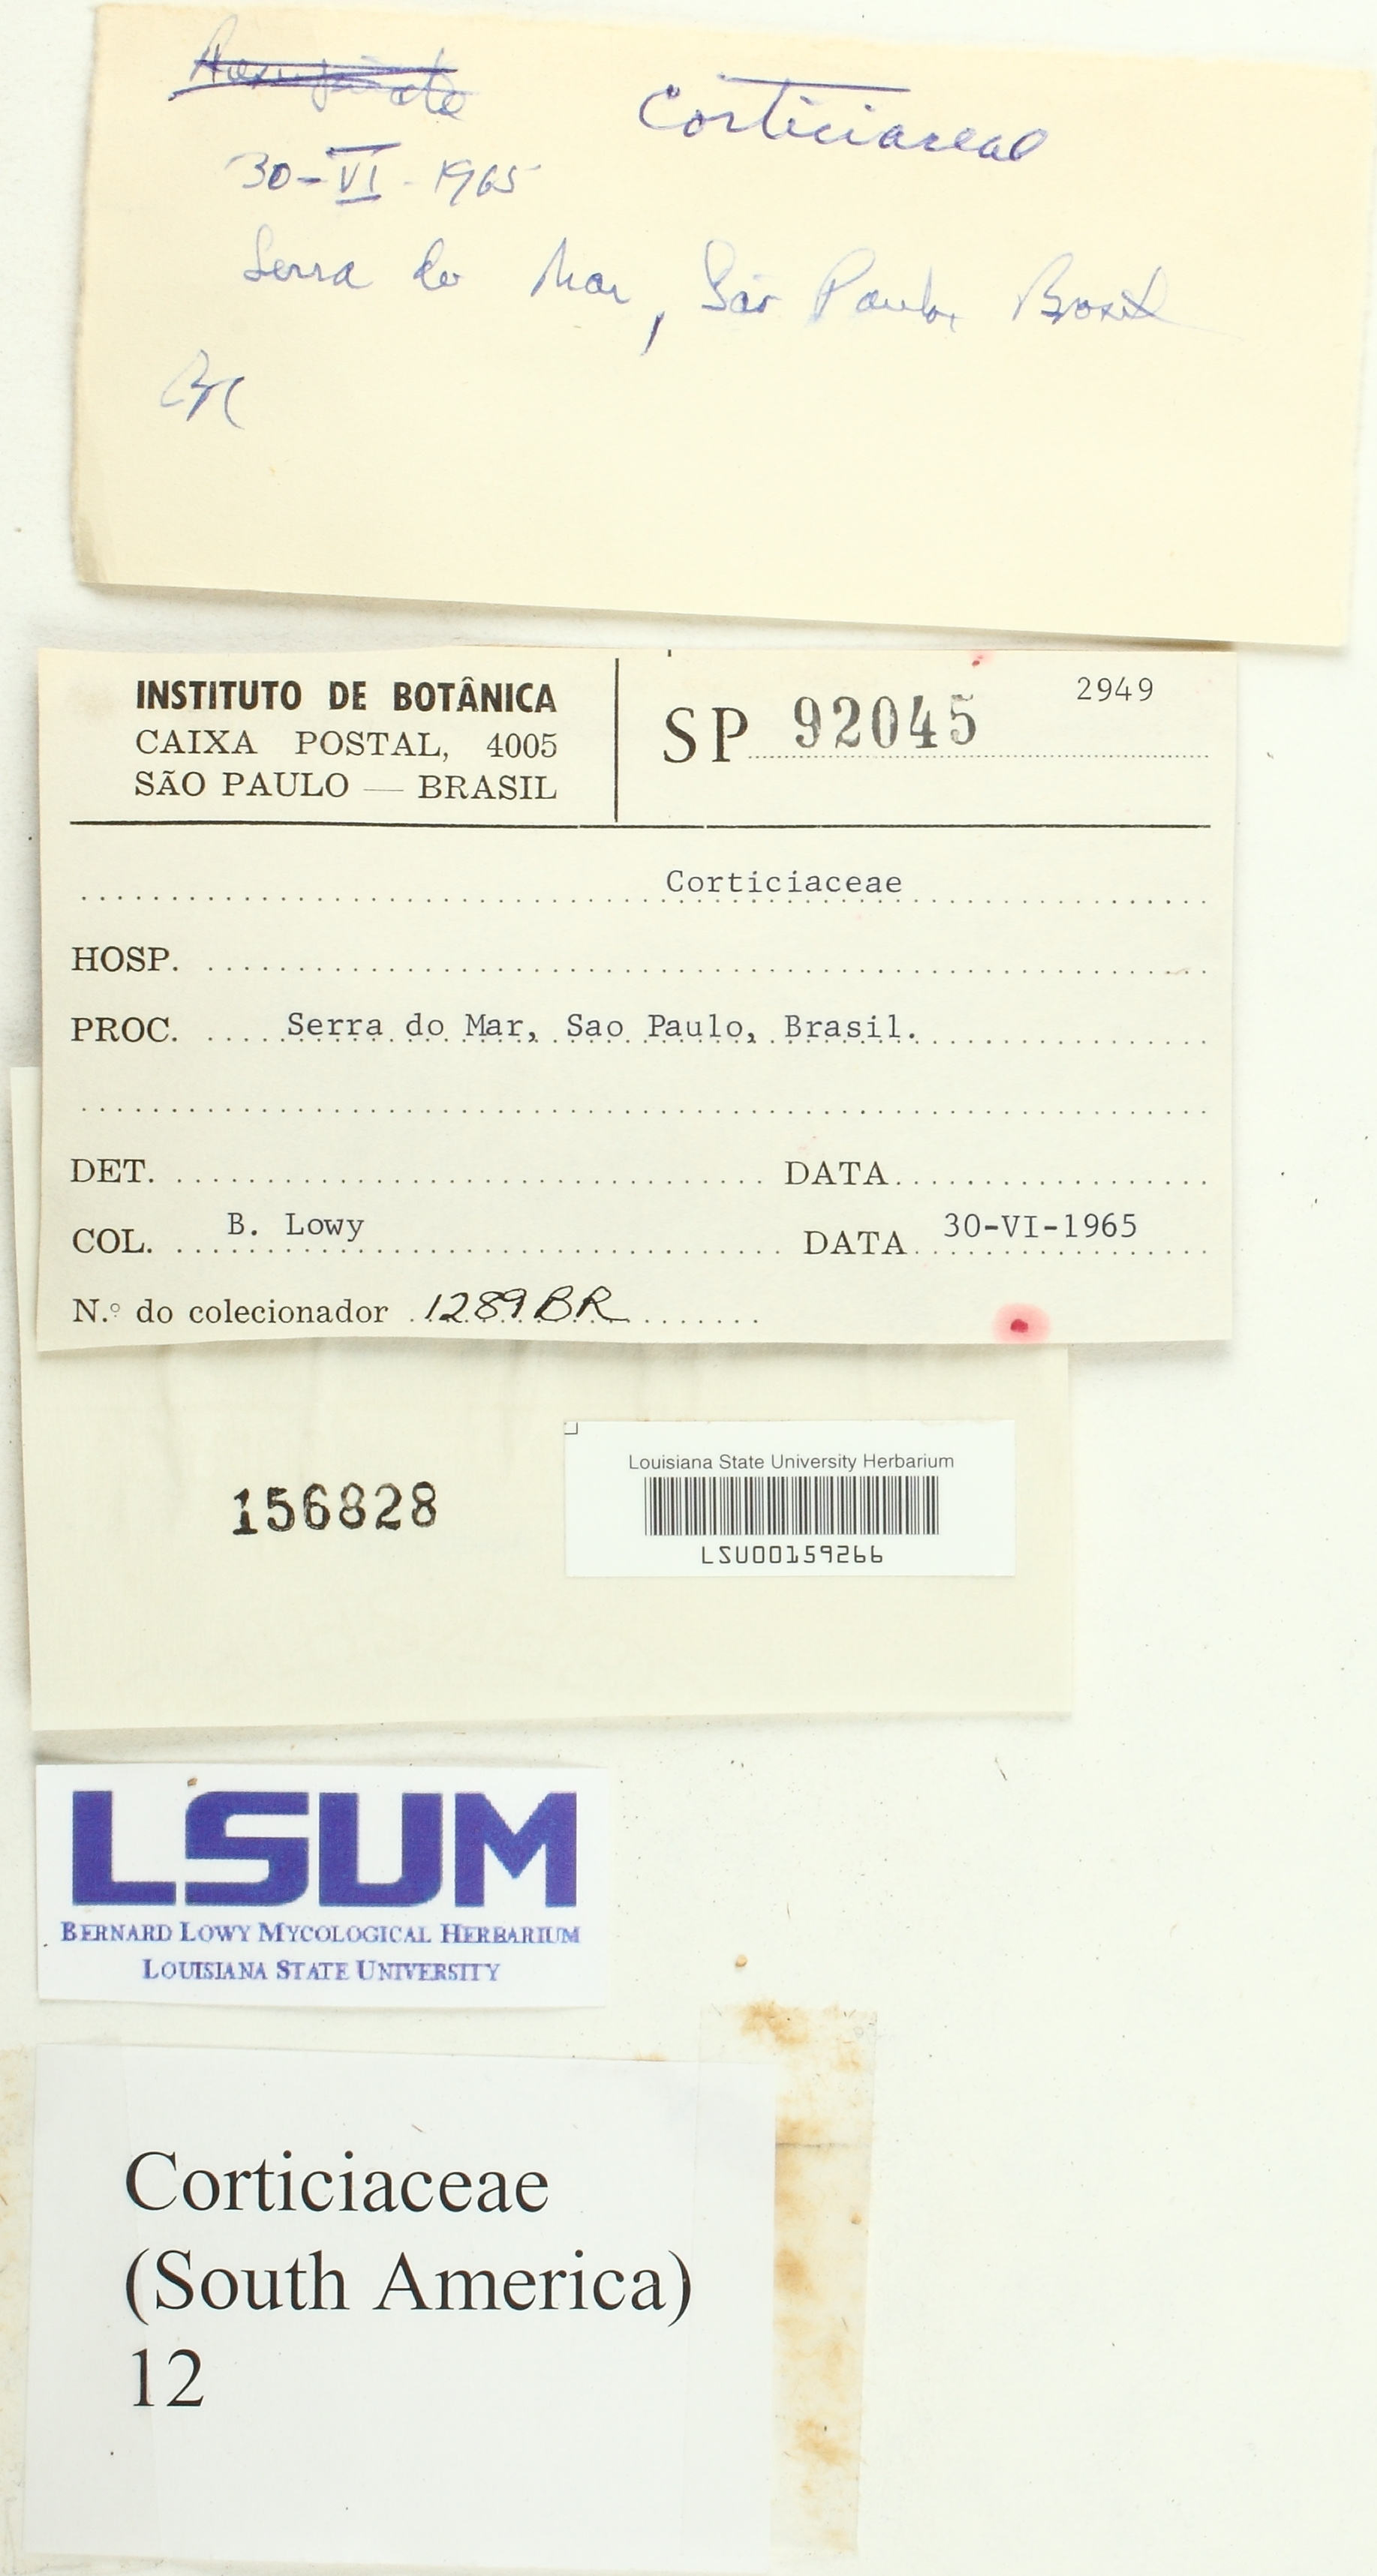 Corticiaceae
30-VI-1965
Serra do Mar, São Paulo, Brasil
INSTITUTO DE BOTÂNICA
CAIXA POSTAL, 4005
SÃO PAULO — BRASIL
SP 92045
2949
Corticiaceae
HOSP.
PROC. Serra do Mar, Sao Paulo, Brasil.
DET. DATA
COL. B. Lowy DATA 30-VI-1965
N.º do colecionador 1289BR
156828
Louisiana State University Herbarium
LSU00159266
LSUM
BERNARD LOWY MYCOLOGICAL HERBARIUM
LOUISIANA STATE UNIVERSITY
Corticiaceae
(South America)
12